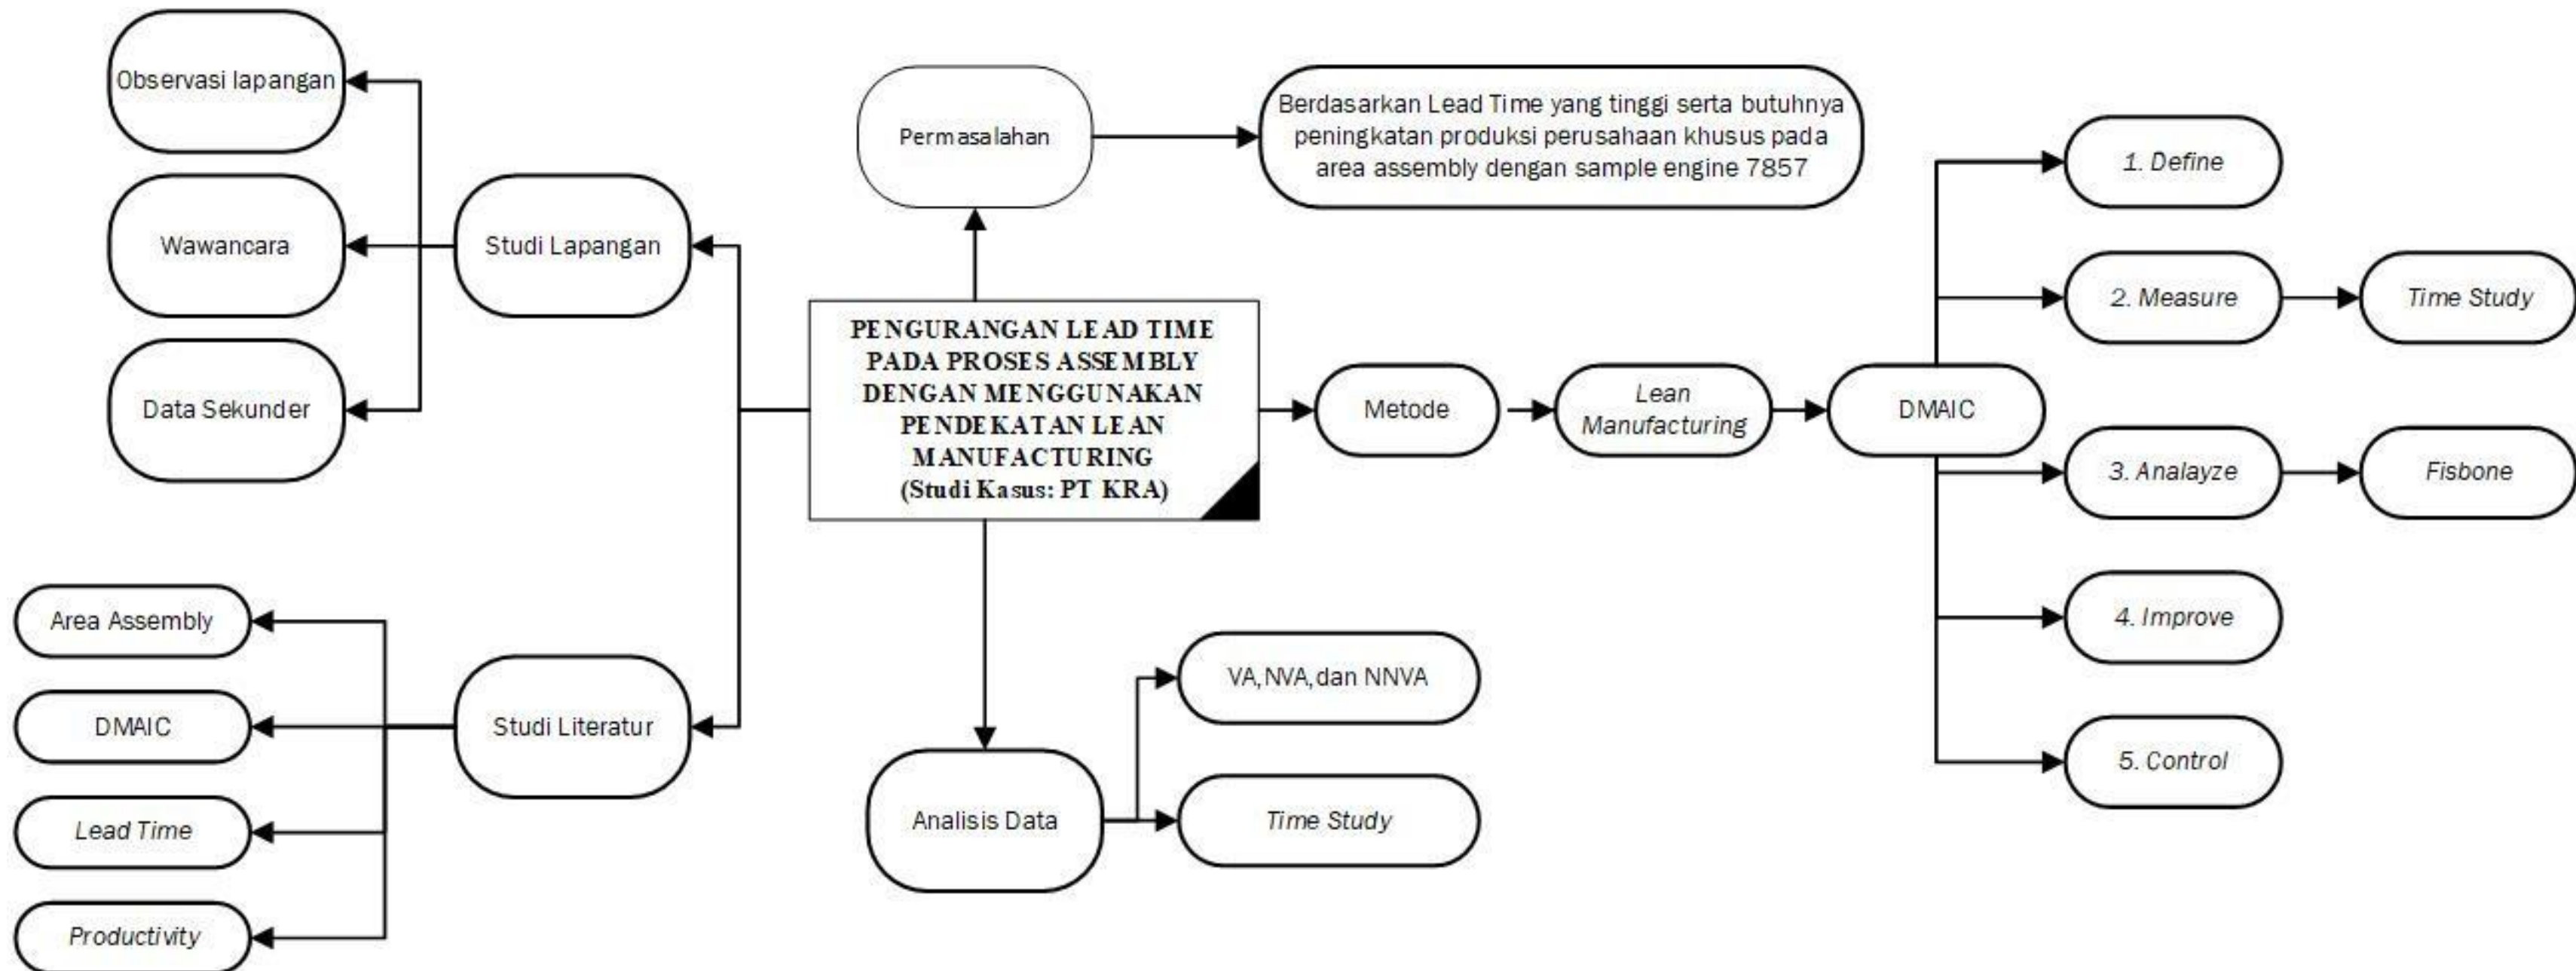 Observasi lapangan
Wawancara
Data Sekunder
Studi Lapangan
Area Assembly
DMAIC
Lead Time
Productivity
Studi Literatur
Permasalahan
Berdasarkan Lead Time yang tinggi serta butuhnya
peningkatan produksi perusahaan khusus pada
area assembly dengan sample engine 7857
PENGURANGAN LEAD TIME
PADA PROSES ASSEMBLY
DENGAN MENGGUNAKAN
PENDEKATAN LEAN
MANUFACTURING
(Studi Kasus: PT KRA)
Analisis Data
VA,NVA,dan NNVA
Time Study
Metode
Lean
Manufacturing
DMAIC
1. Define
2. Measure
Time Study
3. Analayze
Fisbone
4. Improve
5. Control